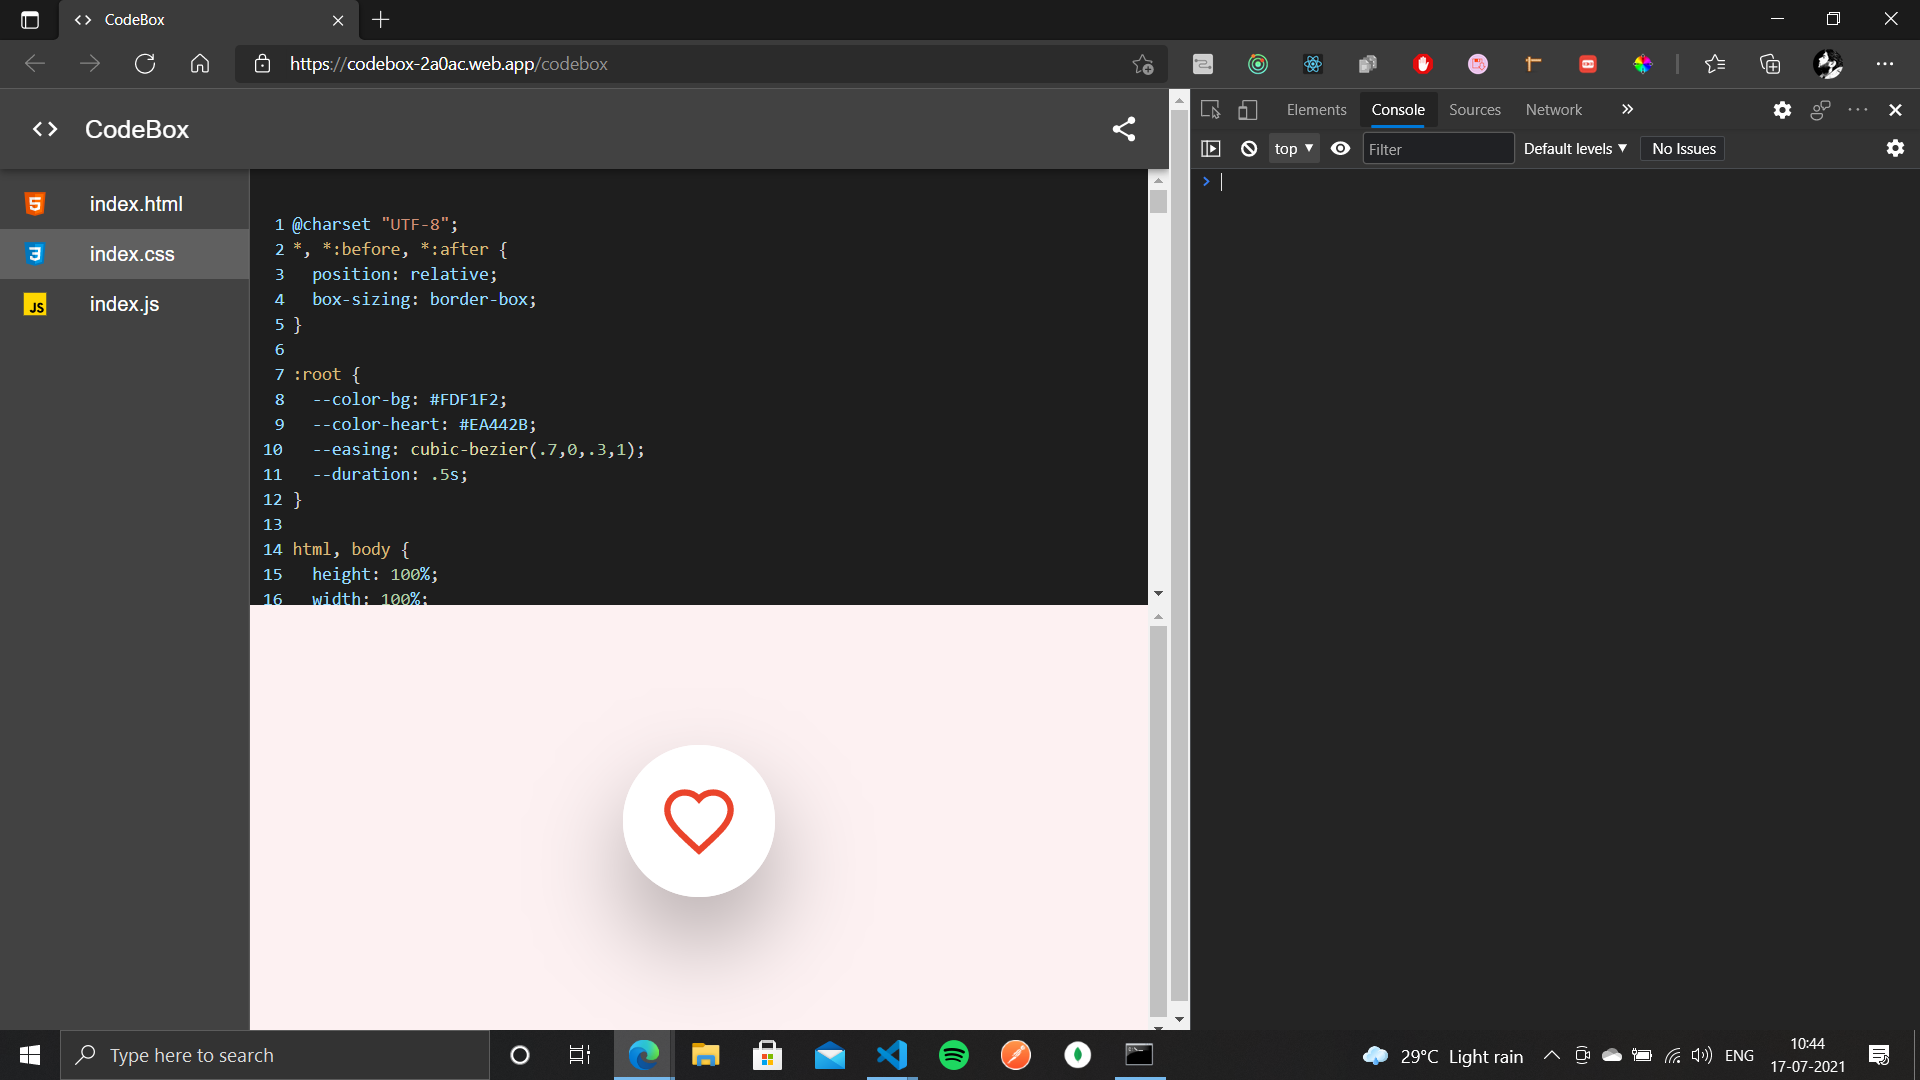 CodeBox
https://codebox-2a0ac.web.app/codebox
CodeBox
Elements Console Sources Network
top Filter Default levels No Issues
index.html
index.css
JS index.js
1 @charset "UTF-8";
2 *, *:before, *:after {
3 position: relative;
4 box-sizing: border-box;
5 }
6
7 :root {
8 --color-bg: #FDF1F2;
9 --color-heart: #EA442B;
10 --easing: cubic-bezier(.7,0,.3,1);
11 --duration: .5s;
12 }
13
14 html, body {
15 height: 100%;
16 width: 100%;
Type here to search
29°C Light rain
ENG
10:44
17-07-2021